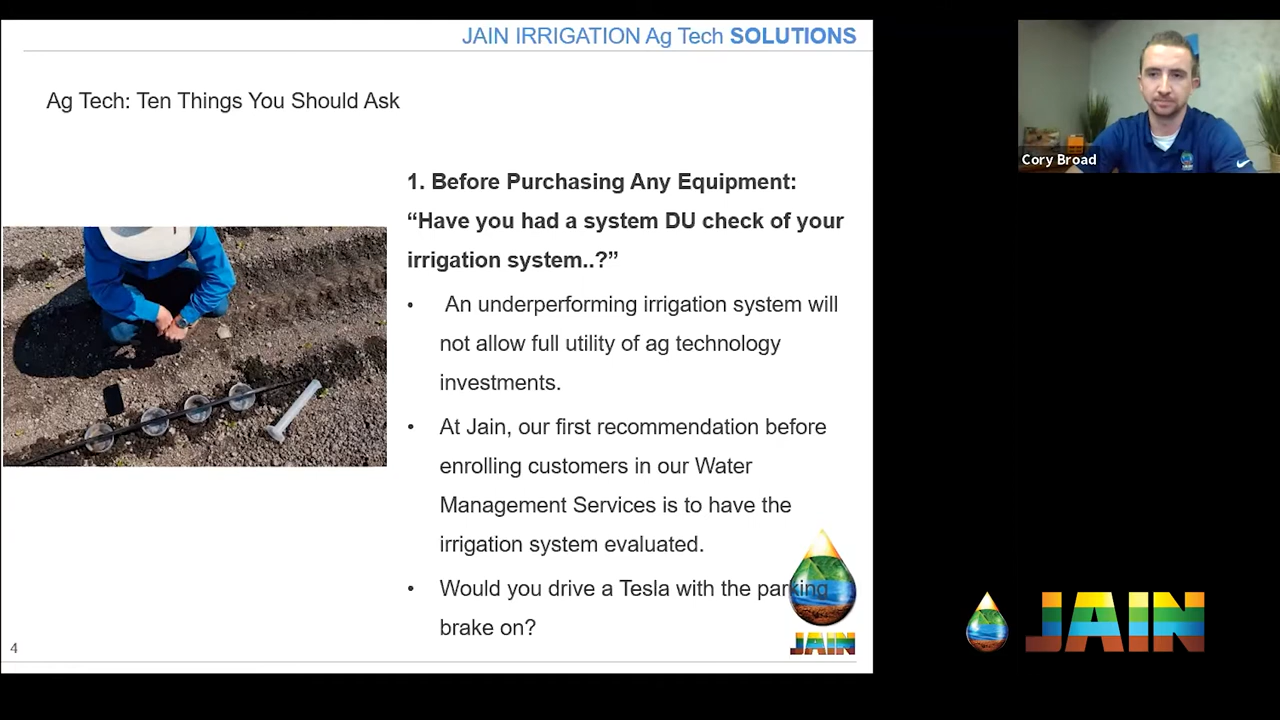 JAIN IRRIGATION Ag Tech SOLUTIONS
Ag Tech: Ten Things You Should Ask
1. Before Purchasing Any Equipment:
“Have you had a system DU check of your
irrigation system..?”
• An underperforming irrigation system will
not allow full utility of ag technology
investments.
• At Jain, our first recommendation before
enrolling customers in our Water
Management Services is to have the
irrigation system evaluated.
• Would you drive a Tesla with the parking
brake on?
JAIN
4
Cory Broad
JAIN